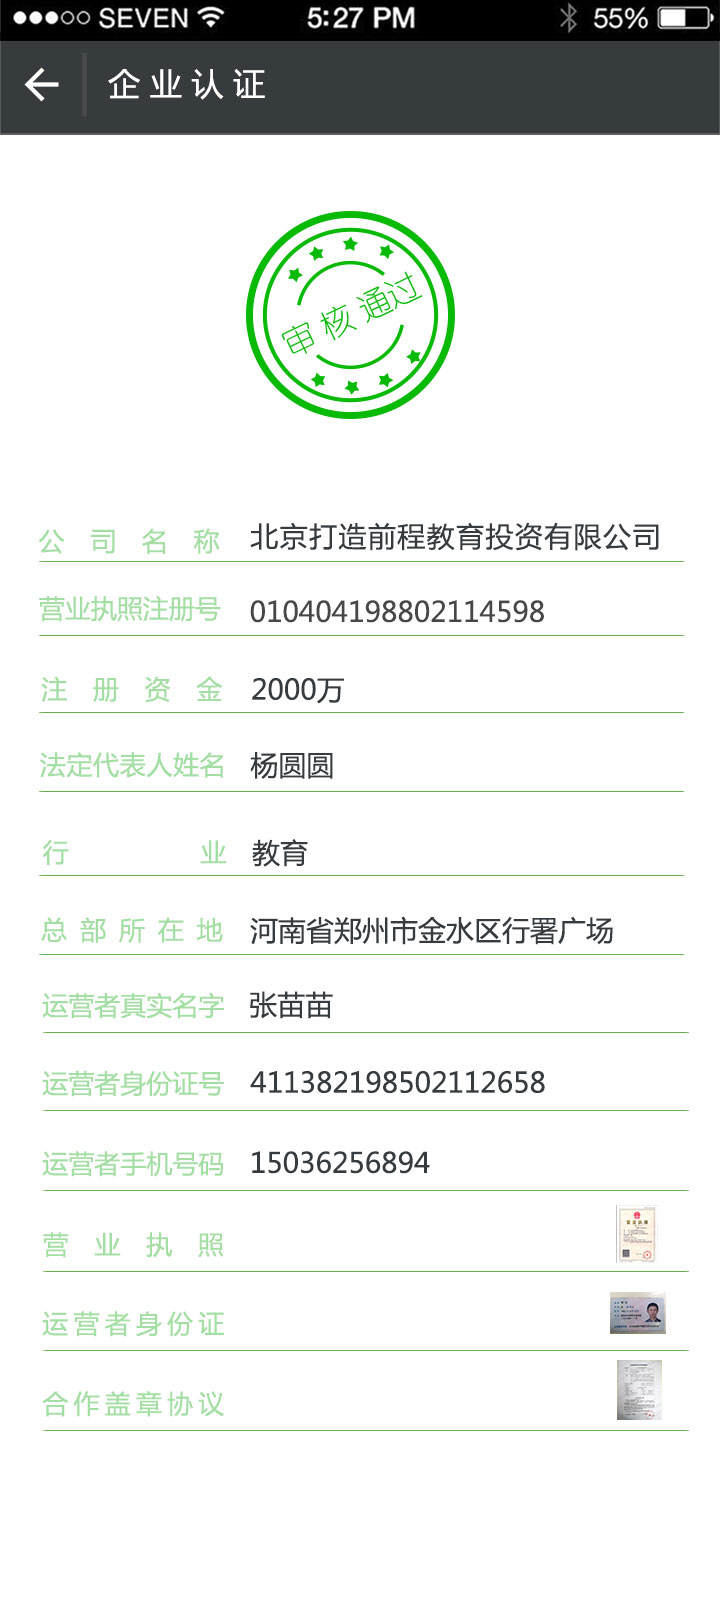 SEVEN 5:27 PM 55%
企业认证
审核通过
公司名称 北京打造前程教育投资有限公司
营业执照注册号 010404198802114598
注册资金 2000万
法定代表人姓名 杨圆圆
行业 教育
总部所在地 河南省郑州市金水区行署广场
运营者真实名字 张苗苗
运营者身份证号 411382198502112658
运营者手机号码 15036256894
营业执照
运营者身份证
合作盖章协议